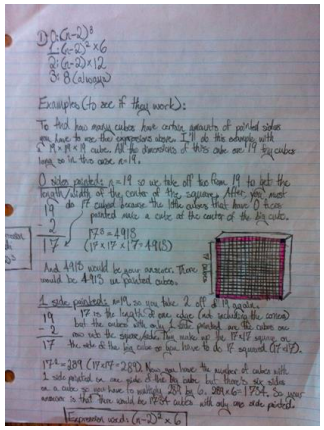 D: 0: (n-2)³
1: (n-2)² × 6
2: (n-2) × 12
3: 8 (always)
Examples (to see if they work):
To find how many cubes have certain amounts of painted sides
you have to use the expressions above. I'll do this example with
a 19 × 19 × 19 cube. All the dimensions of this cube are 19 tiny cubes
long so in this case, n=19.
0 sides painted: n=19 so we take off two from 19 to get the
length/width of the center of the square. After you must
19 do 17 cubed because the little cubes that have 0 faces
2 painted make a cube at the center of the big cube.
17 17³ = 4913
(17 × 17 × 17 = 4913)
17 cubes
And 4913 would be your answer. There
would be 4913 un painted cubes.
1 side painted: n=19, so you take 2 off of 19 again.
19 17 is the length of one edge (not including the corners)
- 2 but the cubes with only 1 side painted are the cubes one
17 row into the square face. They make up the 17×17 square on
the side of the big cube so you have to do 17 squared (17×17).
17² = 289 (17×17=289). Now you have the number of cubes with
1 side painted on one side of the big cube but there's six sides
on a cube so you have to multiply 289 by 6. 289×6=1734. So your
answer is that there would be 1734 cubes with only one side painted.
Expression works (n-2)² × 6